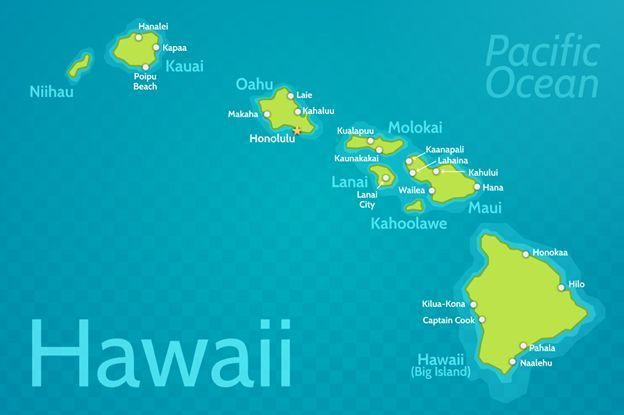 Hanalei
Kapaa
Poipu
Beach
Kauai
Niihau
Pacific
Ocean
Oahu
Laie
Kahaluu
Makaha
Honolulu
Kualapuu
Molokai
Kaunakakai
Kaanapali
Lahaina
Kahului
Lanai
Lanai
City
Wailea
Hana
Maui
Kahoolawe
Honokaa
Hilo
Kilua-Kona
Captain Cook
Pahala
Naalehu
Hawaii
(Big Island)
Hawaii